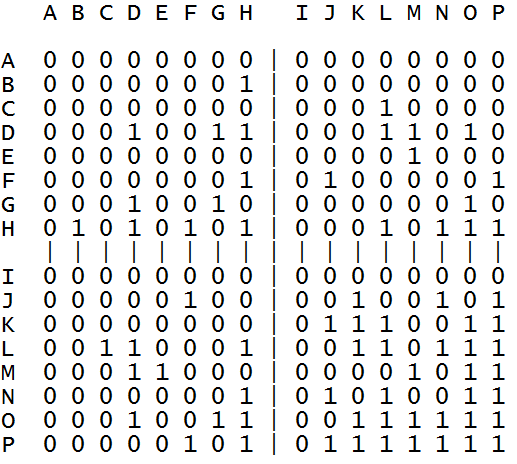 A B C D E F G H I J K L M N O P
A 0 0 0 0 0 0 0 0 | 0 0 0 0 0 0 0 0
B 0 0 0 0 0 0 0 1 | 0 0 0 0 0 0 0 0
C 0 0 0 0 0 0 0 0 | 0 0 0 1 0 0 0 0
D 0 0 0 1 0 0 1 1 | 0 0 0 1 1 0 1 0
E 0 0 0 0 0 0 0 0 | 0 0 0 0 1 0 0 0
F 0 0 0 0 0 0 0 1 | 0 1 0 0 0 0 0 1
G 0 0 0 1 0 0 1 0 | 0 0 0 0 0 0 1 0
H 0 1 0 1 0 1 0 1 | 0 0 0 1 0 1 1 1
| | | | | | | | | | | | | | | | |
I 0 0 0 0 0 0 0 0 | 0 0 0 0 0 0 0 0
J 0 0 0 0 0 1 0 0 | 0 0 1 0 0 1 0 1
K 0 0 0 0 0 0 0 0 | 0 1 1 1 0 0 1 1
L 0 0 1 1 0 0 0 1 | 0 0 1 1 0 1 1 1
M 0 0 0 1 1 0 0 0 | 0 0 0 0 1 0 1 1
N 0 0 0 0 0 0 0 1 | 0 1 0 1 0 0 1 1
O 0 0 0 1 0 0 1 1 | 0 0 1 1 1 1 1 1
P 0 0 0 0 0 1 0 1 | 0 1 1 1 1 1 1 1